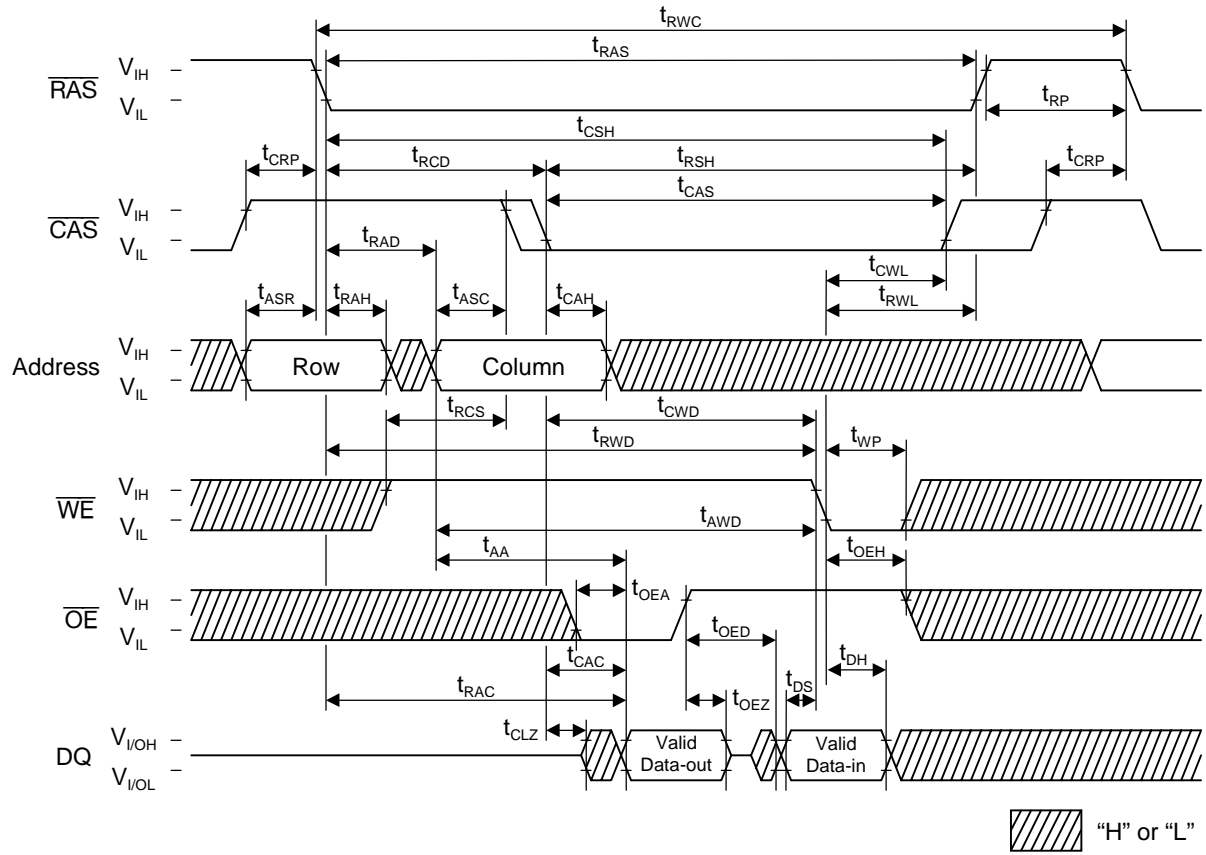 tRWC
tRAS
RAS
VIH
VIL
tRP
tCSH
tCRP
tRCD
tRSH
tCRP
tCAS
CAS
VIH
VIL
tRAD
tCWL
tRWL
tASR
tRAH
tASC
tCAH
Address
VIH
VIL
Row
Column
tRCS
tCWD
tRWD
tWP
WE
VIH
VIL
tAWD
tAA
tOEH
OE
VIH
VIL
tOEA
tOED
tCAC
tDH
tRAC
tOEZ
tDS
tCLZ
DQ
VI/OH
VI/OL
Valid
Data-out
Valid
Data-in
“H” or “L”